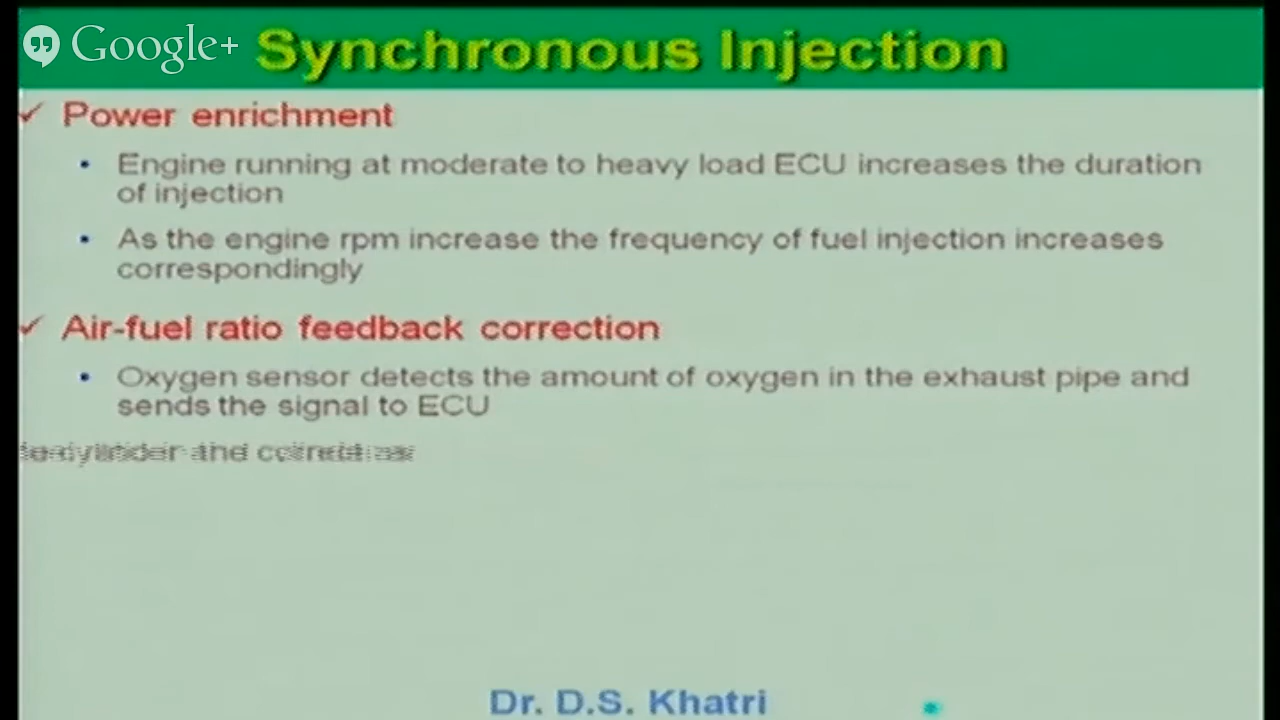 Google+
Synchronous Injection
✓ Power enrichment
• Engine running at moderate to heavy load ECU increases the duration
of injection
• As the engine rpm increase the frequency of fuel injection increases
correspondingly
✓ Air-fuel ratio feedback correction
• Oxygen sensor detects the amount of oxygen in the exhaust pipe and
sends the signal to ECU
the
Dr. D.S. Khatri